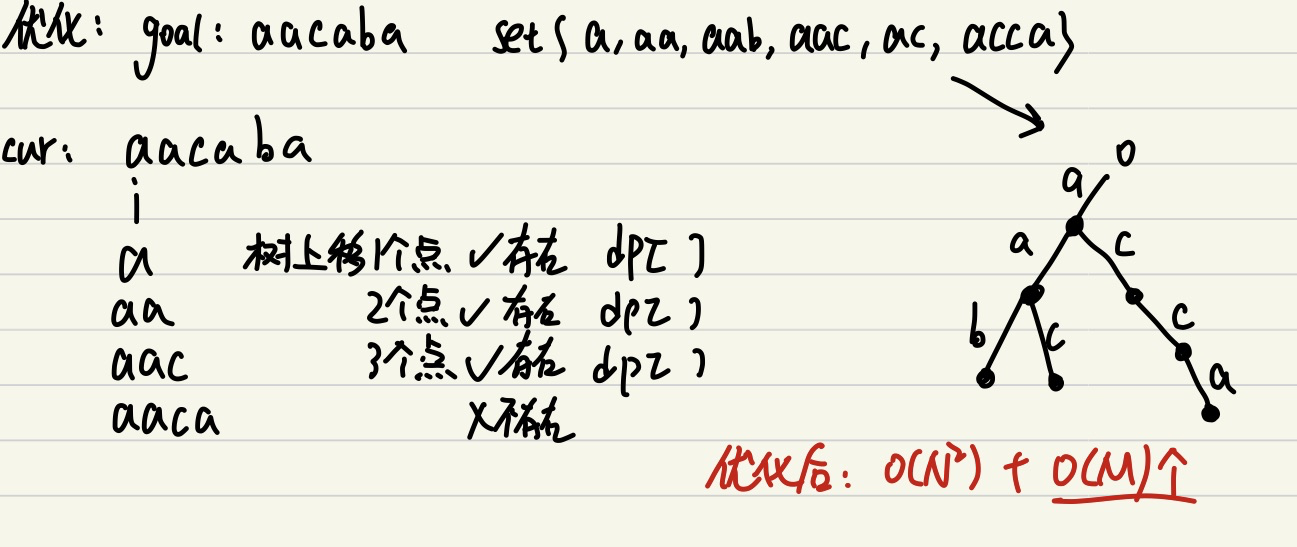 优化： goal： aacaba set{ a, aa, aab, aac, ac, acca}
cur： aacaba
i
a 树上移1个点 ✓存在 dp[ ]
aa 2个点 ✓存在 dp[ ]
aac 3个点 ✓存在 dp[ ]
aaca ×不存在
o
a
a c
b c c
a
优化后： O(N²) + O(M)个